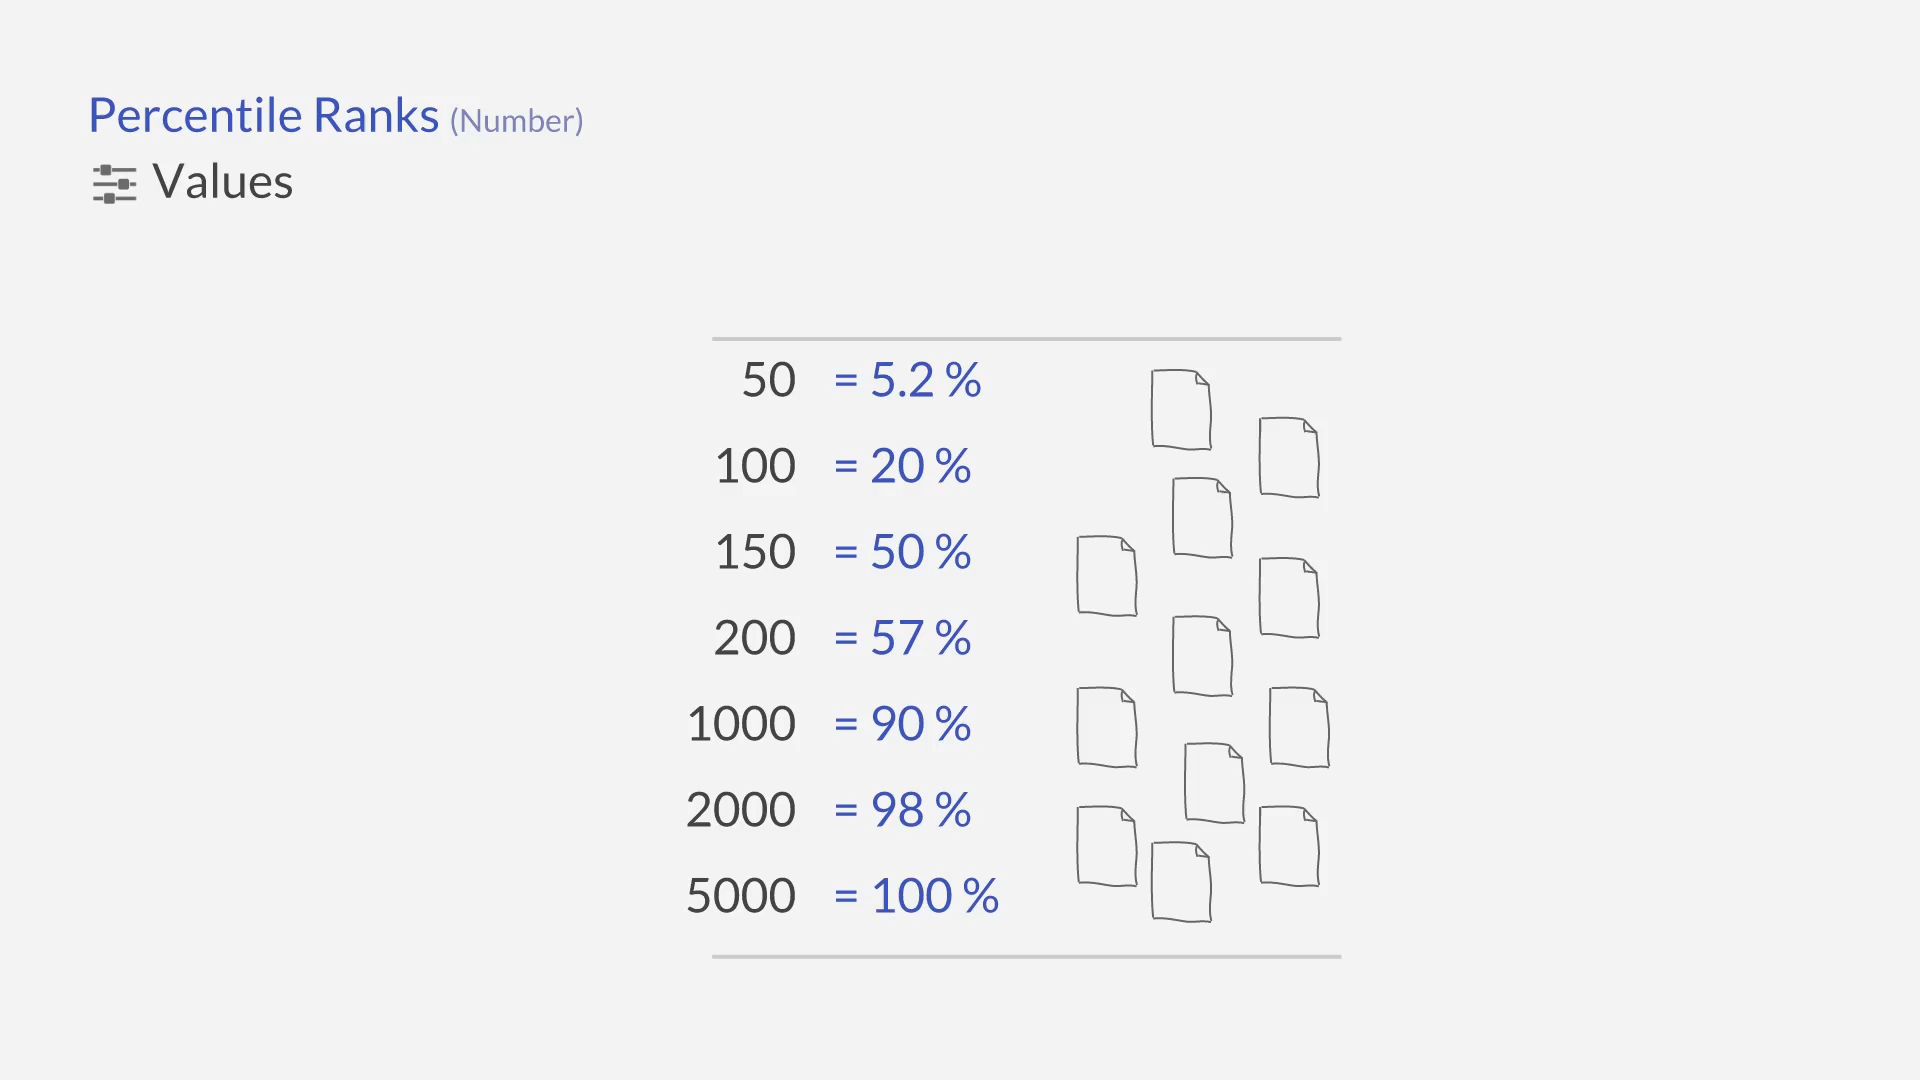 Percentile Ranks (Number)
Values
50 = 5.2 %
100 = 20 %
150 = 50 %
200 = 57 %
1000 = 90 %
2000 = 98 %
5000 = 100 %